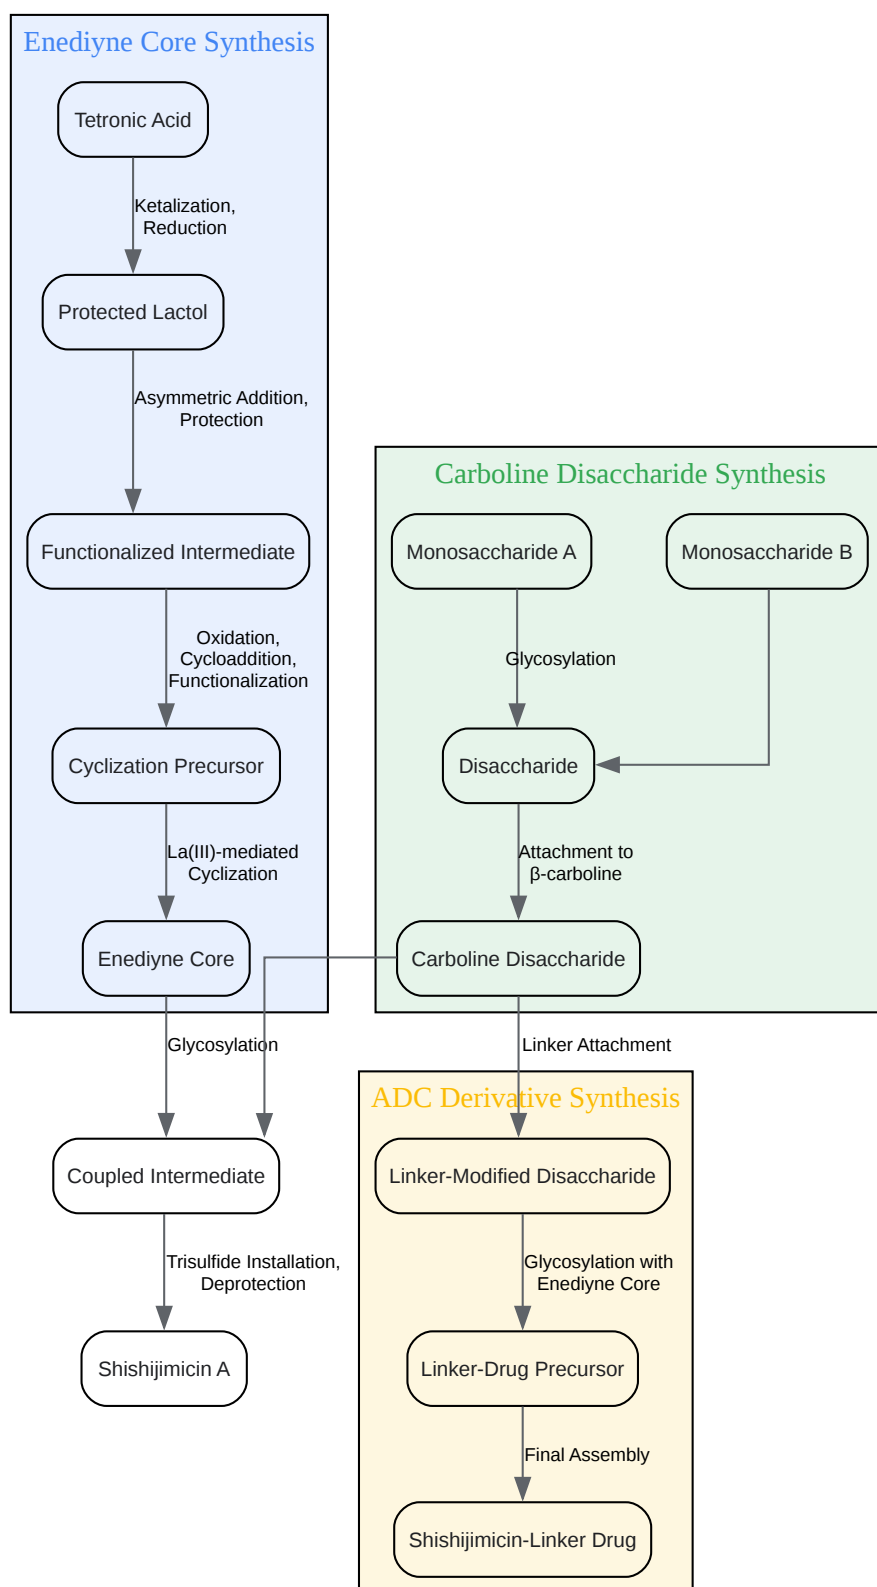 Enediyne Core Synthesis
Tetronic Acid
Ketalization,
Reduction
Protected Lactol
Asymmetric Addition,
Protection
Functionalized Intermediate
Oxidation,
Cycloaddition,
Functionalization
Cyclization Precursor
La(III)-mediated
Cyclization
Enediyne Core
Carboline Disaccharide Synthesis
Monosaccharide A
Monosaccharide B
Glycosylation
Disaccharide
Attachment to
β-carboline
Carboline Disaccharide
Glycosylation
Coupled Intermediate
Trisulfide Installation,
Deprotection
Shishijimicin A
Linker Attachment
ADC Derivative Synthesis
Linker-Modified Disaccharide
Glycosylation with
Enediyne Core
Linker-Drug Precursor
Final Assembly
Shishijimicin-Linker Drug